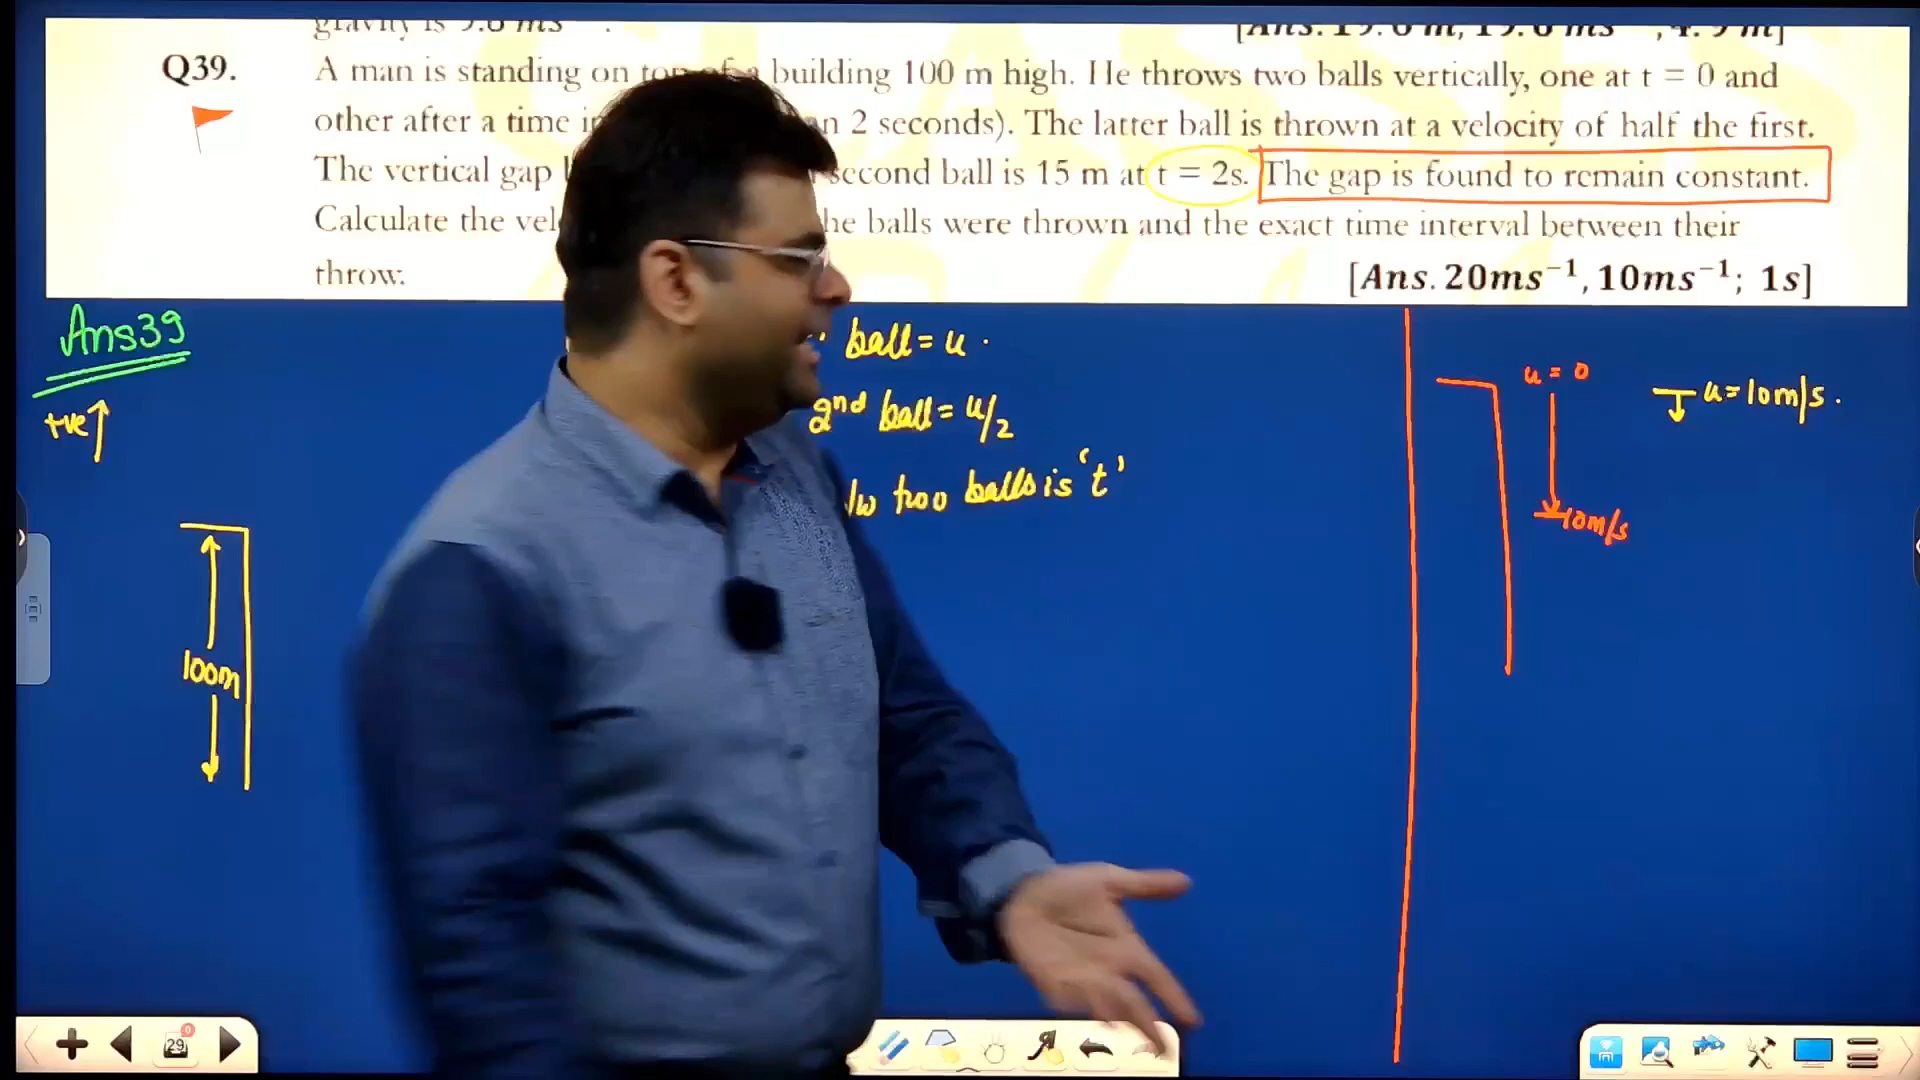 Q39. A man is standing on top of a building 100 m high. He throws two balls vertically, one at t = 0 and
other after a time 2 seconds). The latter ball is thrown at a velocity of half the first.
The vertical gap second ball is 15 m at t = 2s. The gap is found to remain constant.
Calculate the he balls were thrown and the exact time interval between their
throw. [Ans. 20ms⁻¹, 10ms⁻¹; 1s]
Ans39
+ve
ball = u .
2nd ball = u/2
/w two balls is 't'
100m
u = 0
10m/s
u = 10m/s .
29
0